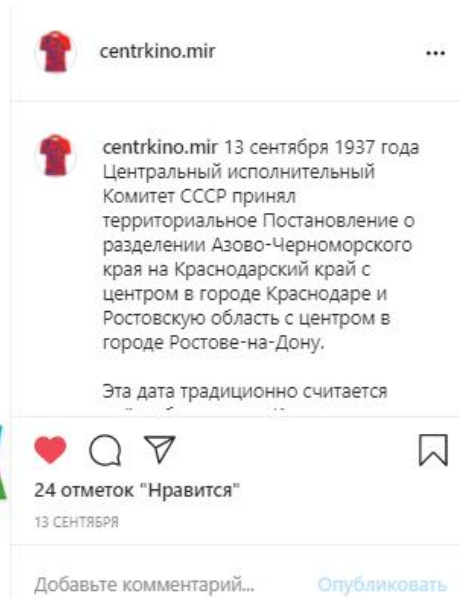 centrkino.mir
centrkino.mir 13 сентября 1937 года
Центральный исполнительный
Комитет СССР принял
территориальное Постановление о
разделении Азово-Черноморского
края на Краснодарский край с
центром в городе Краснодаре и
Ростовскую область с центром в
городе Ростове-на-Дону.
Эта дата традиционно считается
24 отметок "Нравится"
13 СЕНТЯБРЯ
Добавьте комментарий... Опубликовать